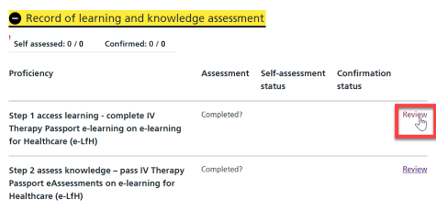 Record of learning and knowledge assessment
Self assessed: 0 / 0 Confirmed: 0 / 0
Proficiency Assessment Self-assessment status Confirmation status
Step 1 access learning - complete IV Therapy Passport e-learning on e-learning for Healthcare (e-LfH) Completed? Review
Step 2 assess knowledge – pass IV Therapy Passport eAssessments on e-learning for Healthcare (e-LfH) Completed? Review